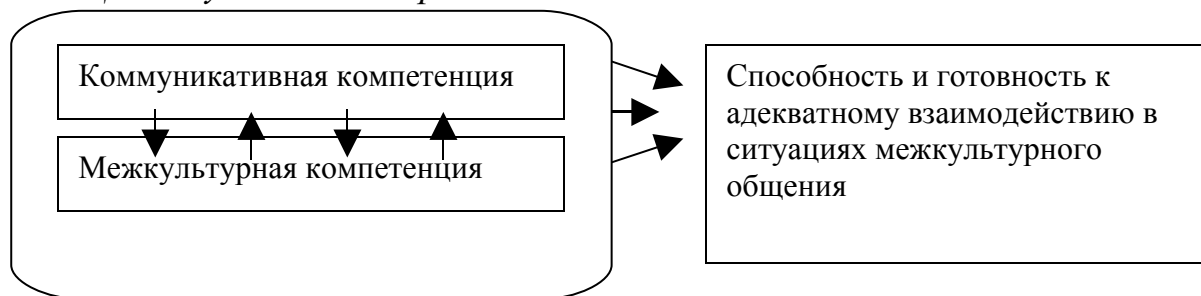 Коммуникативная компетенция
Межкультурная компетенция
Способность и готовность к
адекватному взаимодействию в
ситуациях межкультурного
общения